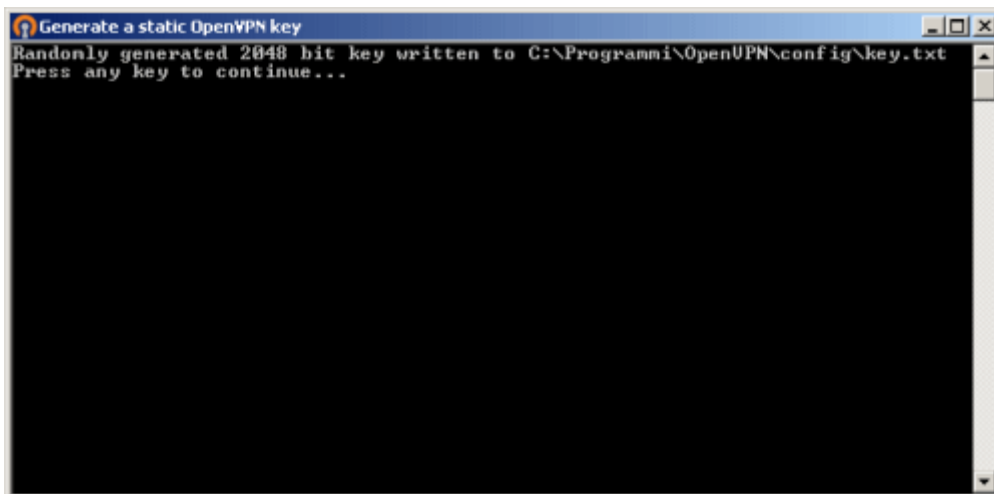 Generate a static OpenVPN key
Randomly generated 2048 bit key written to C:\Programmi\OpenVPN\config\key.txt
Press any key to continue...